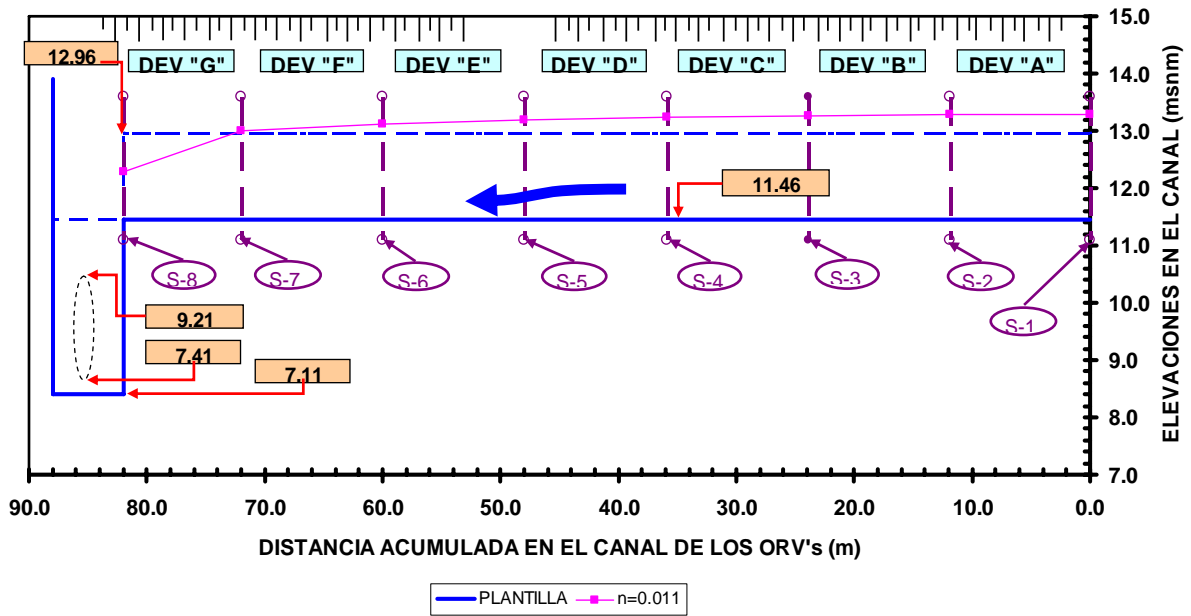 12.96
DEV "G"
DEV "F"
DEV "E"
DEV "D"
DEV "C"
DEV "B"
DEV "A"
15.0
14.0
13.0
12.0
11.0
10.0
9.0
8.0
7.0
ELEVACIONES EN EL CANAL (msnm)
11.46
S-8
S-7
S-6
S-5
S-4
S-3
S-2
S-1
9.21
7.41
7.11
90.0
80.0
70.0
60.0
50.0
40.0
30.0
20.0
10.0
0.0
DISTANCIA ACUMULADA EN EL CANAL DE LOS ORV's (m)
PLANTILLA
n=0.011